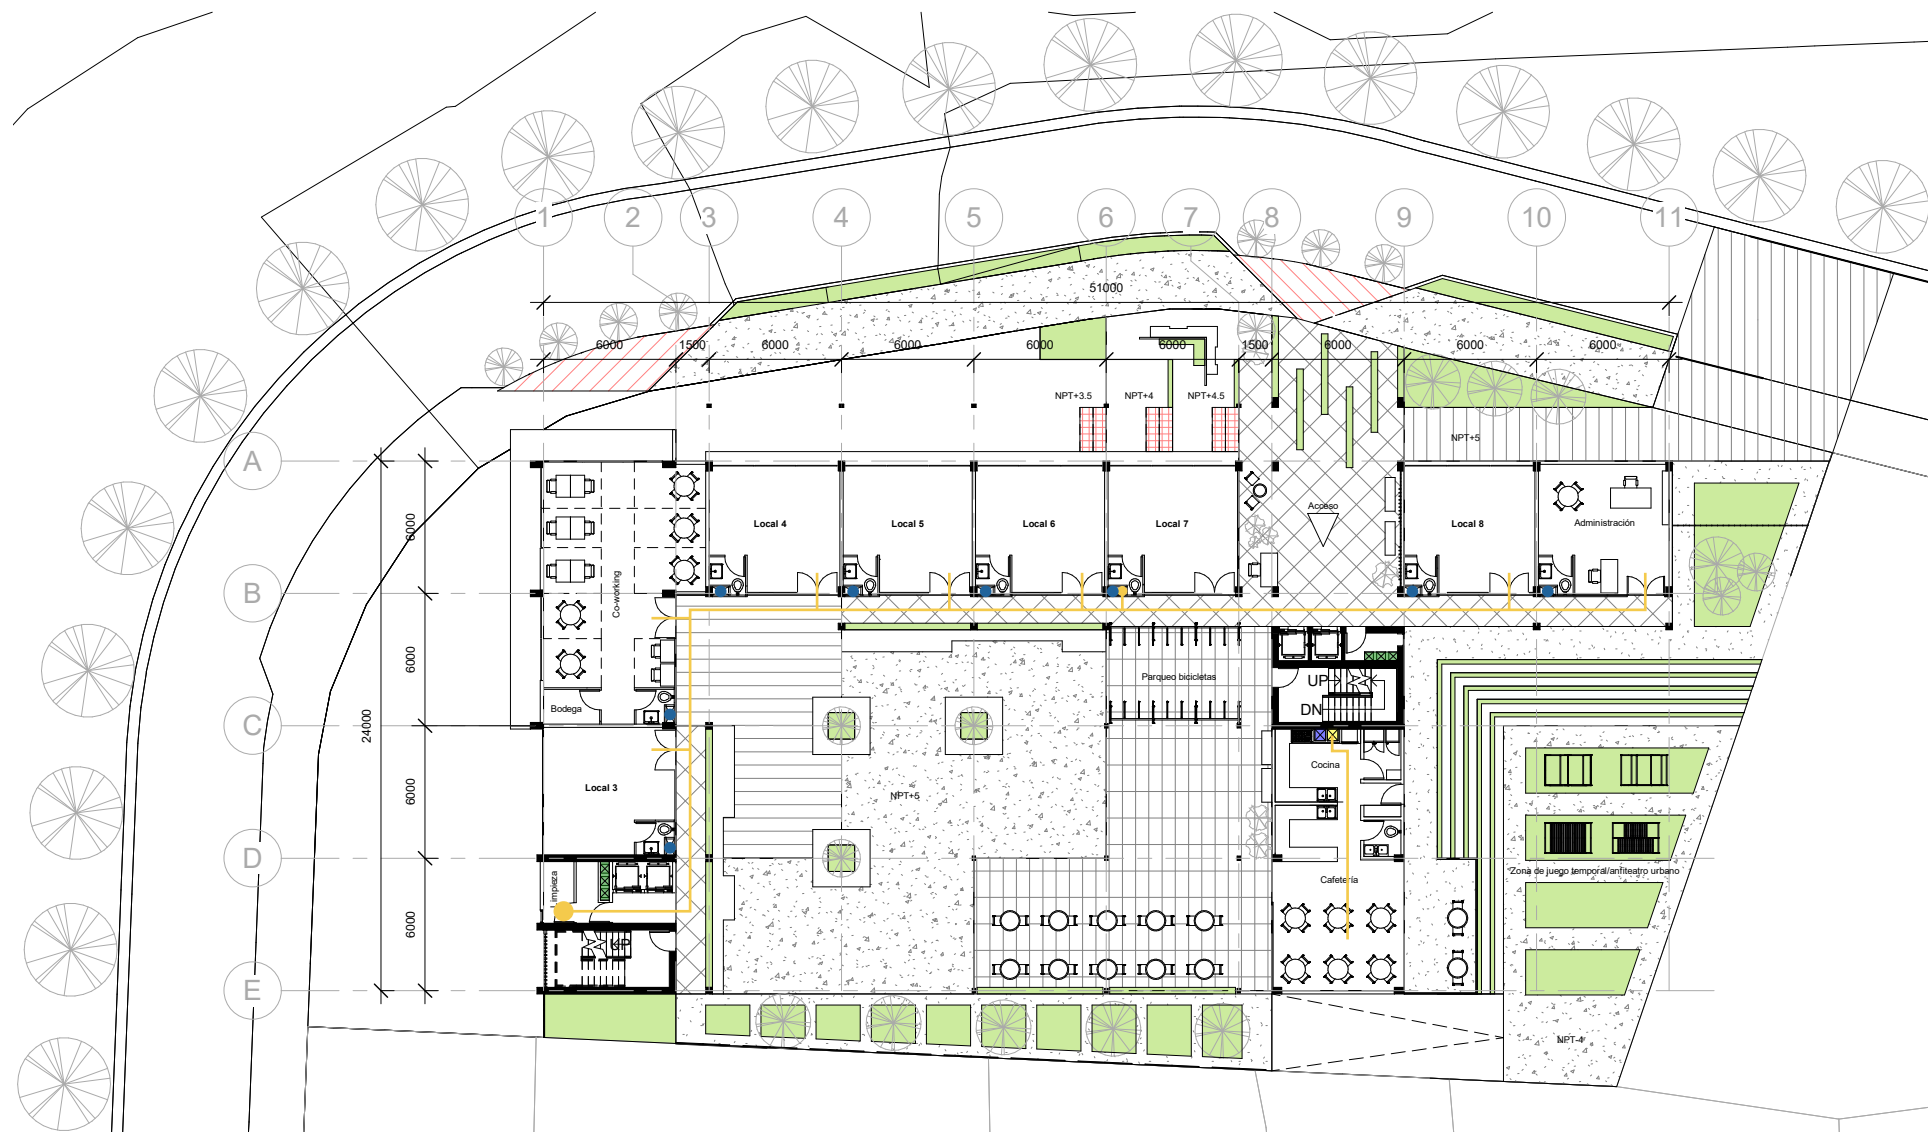 1 2 3 4 5 6 7 8 9 10 11
51000
6000 1500 6000 6000 6000 6000 1500 6000 6000
NPT+3.5 NPT+4 NPT+4.5
NPT+5
A
Acceso
Local 4 Local 5 Local 6 Local 7 Local 8 Administración
6000
Co-working
B
6000
Parqueo bicicletas
UP
Bodega
DN
C
24000
Cocina
Local 3
6000
NPT+5
D
Zona de juego temporal/anfiteatro urbano
Cafetería
Limpieza
6000
UP
E
NPT-4